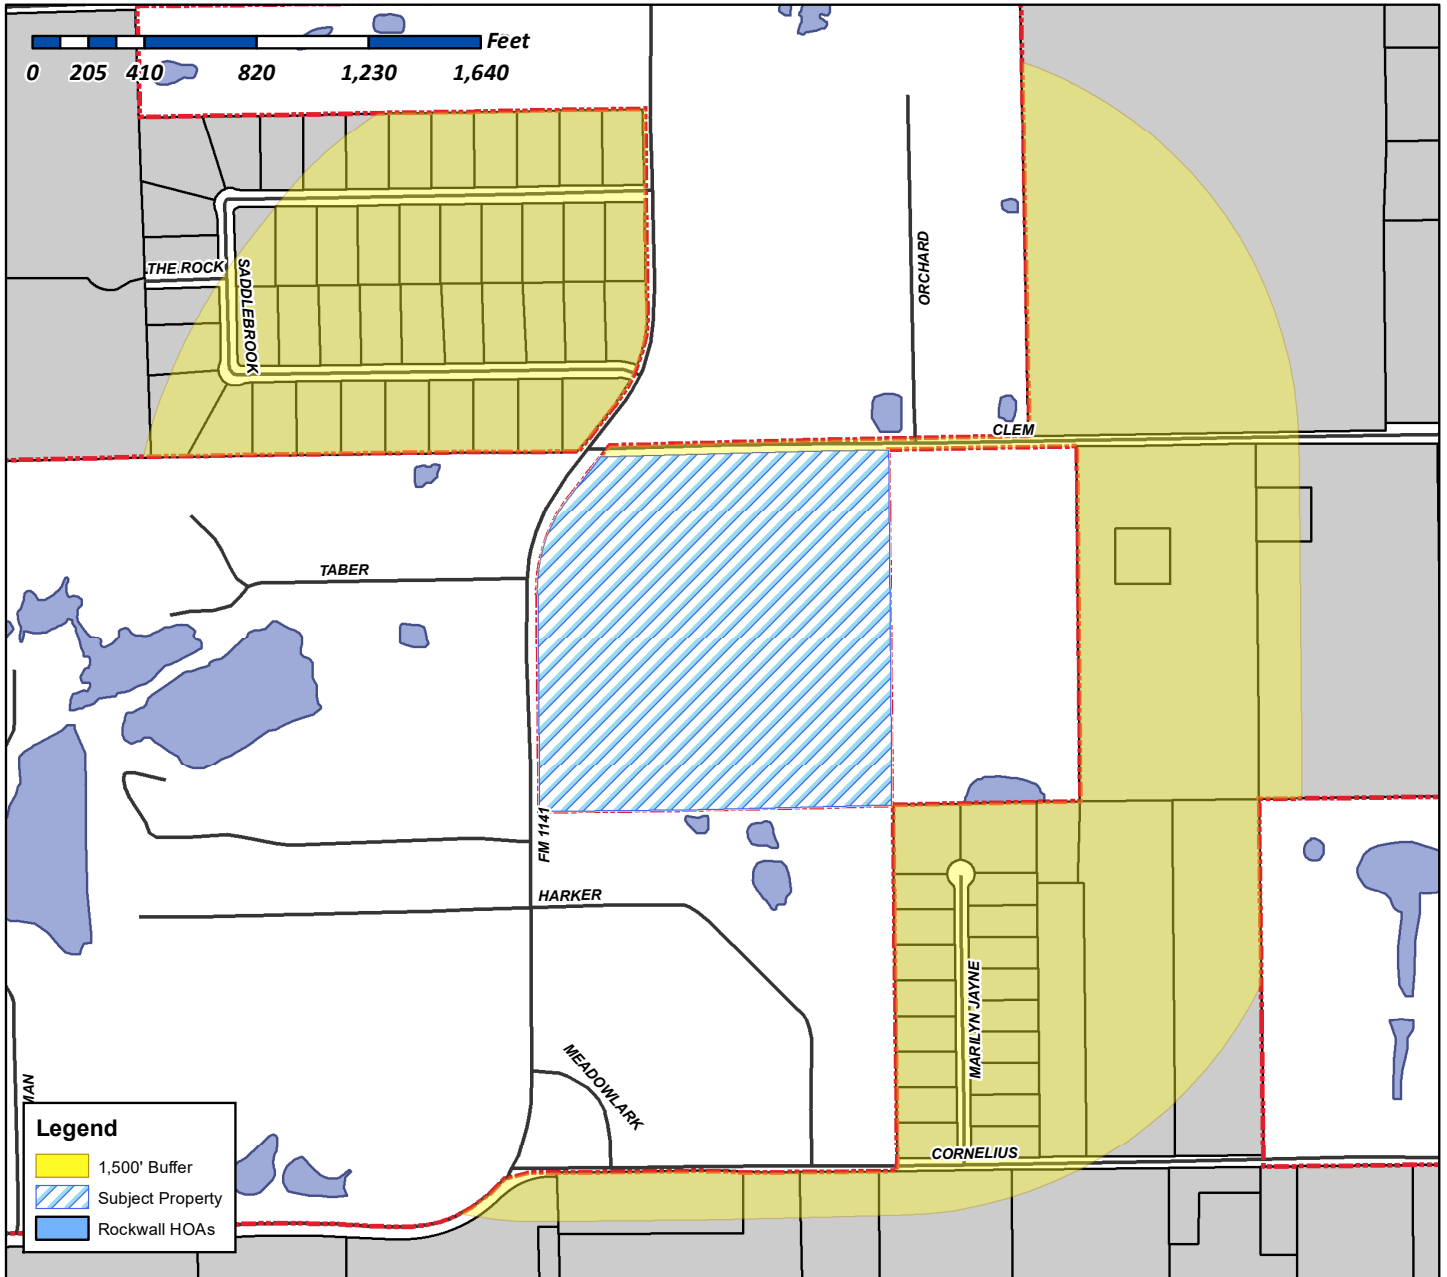 Feet
0 205 410 820 1,230 1,640
THE ROCK
SADDLEBROOK
ORCHARD
CLEM
TABER
FM 1141
HARKER
MARILYN JAYNE
MEADOWLARK
MAN
CORNELIUS
Legend
1,500' Buffer
Subject Property
Rockwall HOAs